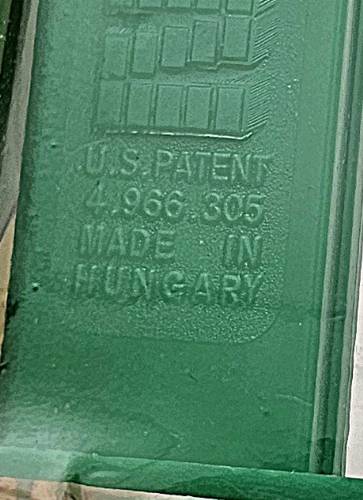 U.S. PATENT
4.966.305
MADE IN
HUNGARY